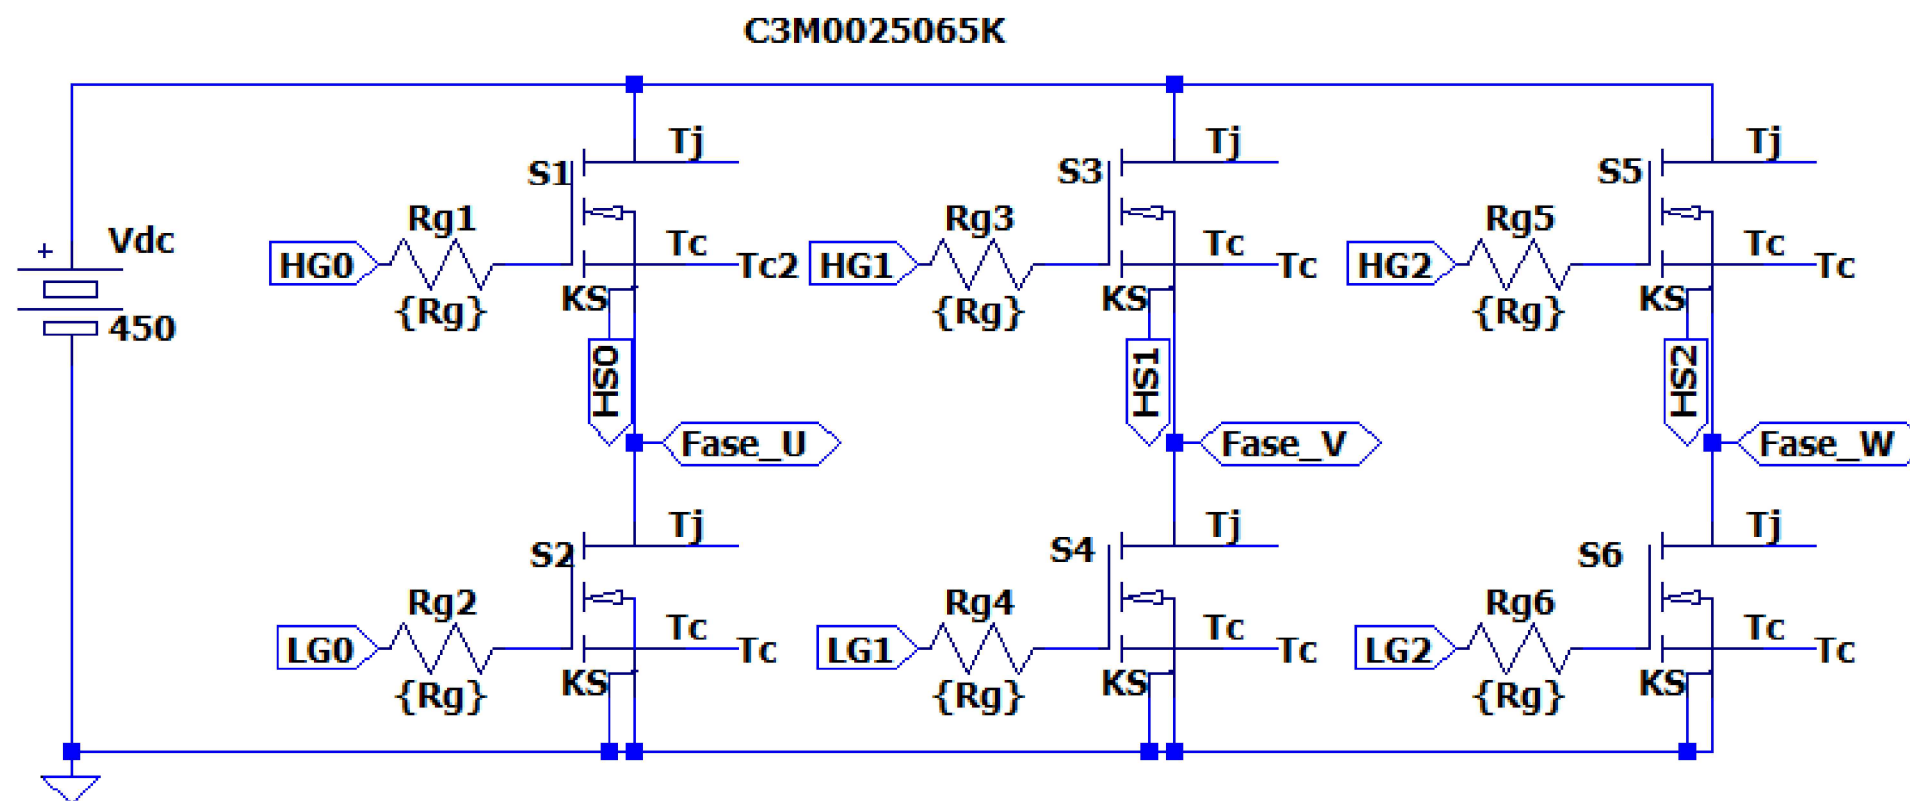 C3M0025065K
Tj
Tj
Tj
S1
S3
S5
Rg1
Rg3
Rg5
+
Vdc
Tc
Tc
Tc
HG0
Tc2
HG1
Tc
HG2
Tc
KS
KS
KS
{Rg}
{Rg}
{Rg}
450
HS0
HS1
HS2
Fase_U
Fase_V
Fase_W
Tj
Tj
Tj
S2
S4
S6
Rg2
Rg4
Rg6
Tc
Tc
Tc
LG0
Tc
LG1
Tc
LG2
Tc
KS
KS
KS
{Rg}
{Rg}
{Rg}